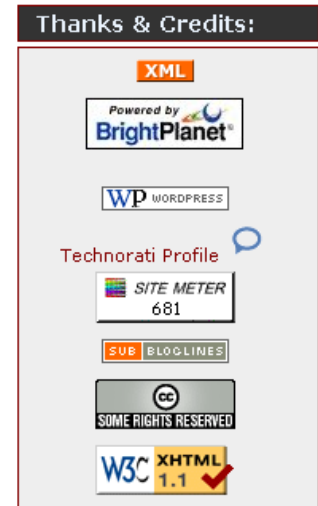 Thanks & Credits:
XML
Powered by
BrightPlanet®
WP WORDPRESS
Technorati Profile
SITE METER
681
SUB BLOGLINES
cc
SOME RIGHTS RESERVED
W3C XHTML
1.1